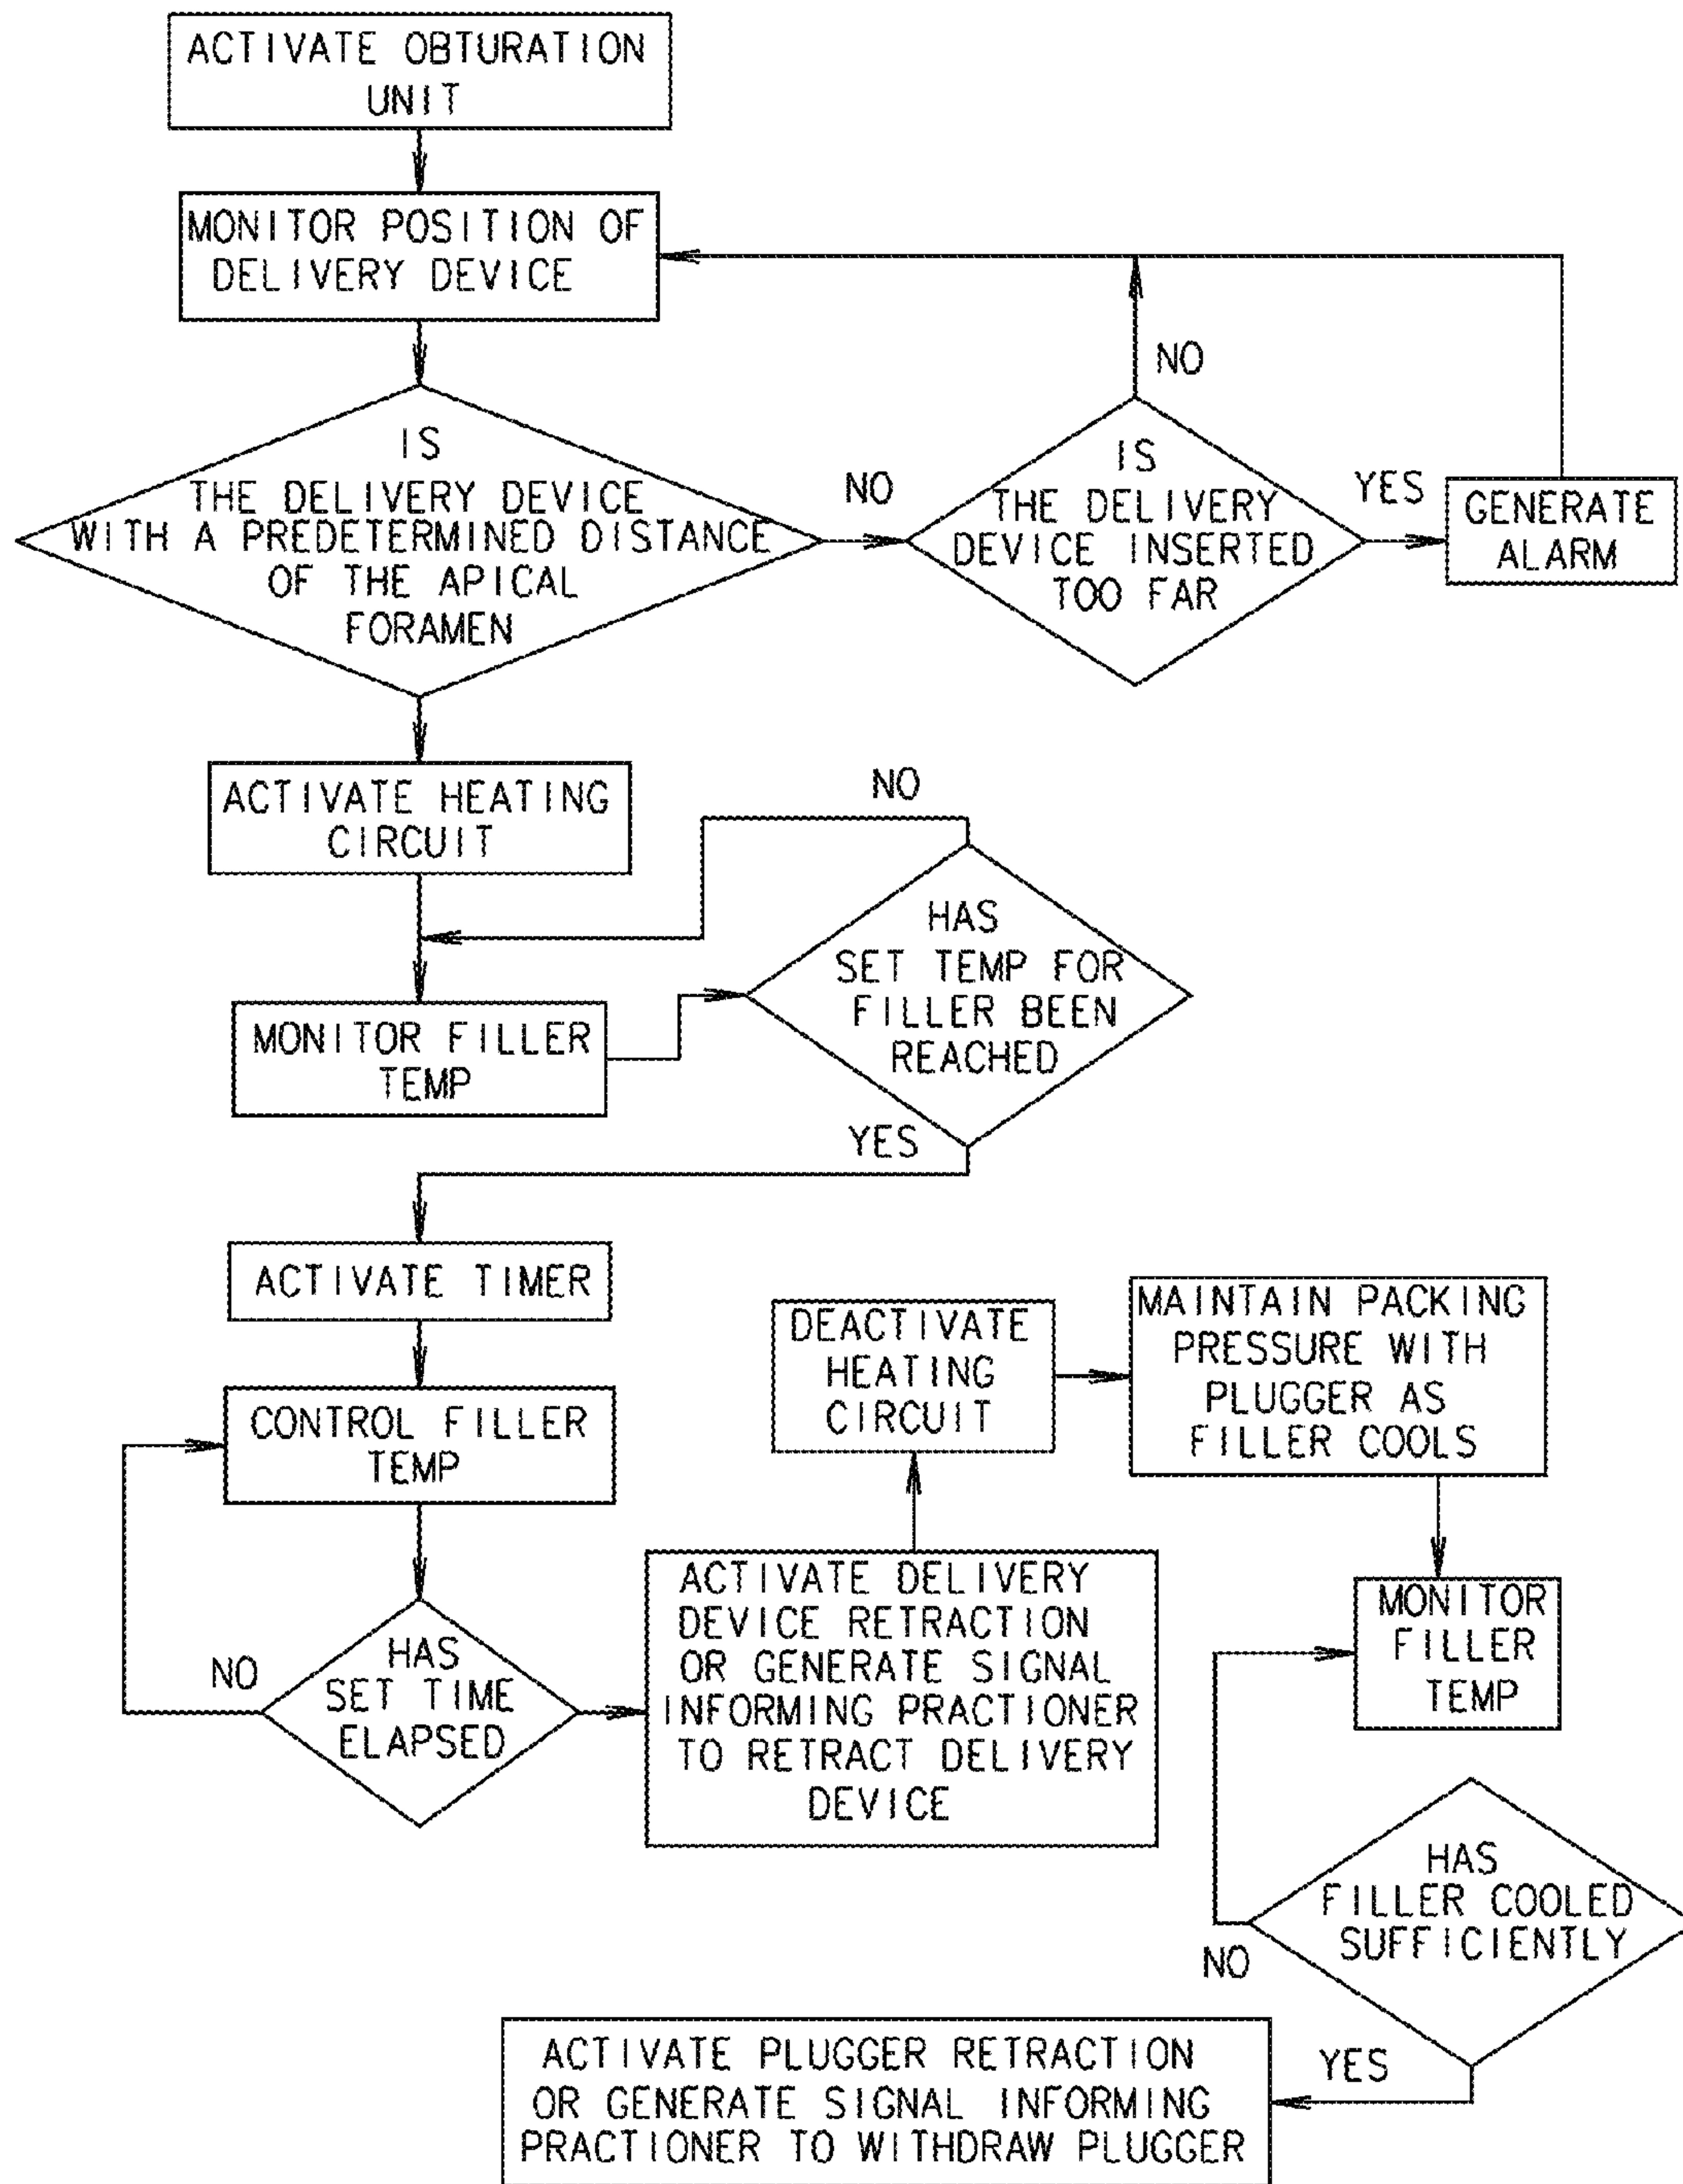 ACTIVATE OBTURATION
UNIT
MONITOR POSITION OF
DELIVERY DEVICE
IS
THE DELIVERY DEVICE
WITH A PREDETERMINED DISTANCE
OF THE APICAL
FORAMEN
NO
IS
THE DELIVERY
DEVICE INSERTED
TOO FAR
NO
YES
GENERATE
ALARM
ACTIVATE HEATING
CIRCUIT
MONITOR FILLER
TEMP
NO
HAS
SET TEMP FOR
FILLER BEEN
REACHED
YES
ACTIVATE TIMER
CONTROL FILLER
TEMP
HAS
SET TIME
ELAPSED
NO
ACTIVATE DELIVERY
DEVICE RETRACTION
OR GENERATE SIGNAL
INFORMING PRACTIONER
TO RETRACT DELIVERY
DEVICE
DEACTIVATE
HEATING
CIRCUIT
MAINTAIN PACKING
PRESSURE WITH
PLUGGER AS
FILLER COOLS
MONITOR
FILLER
TEMP
HAS
FILLER COOLED
SUFFICIENTLY
NO
YES
ACTIVATE PLUGGER RETRACTION
OR GENERATE SIGNAL INFORMING
PRACTIONER TO WITHDRAW PLUGGER